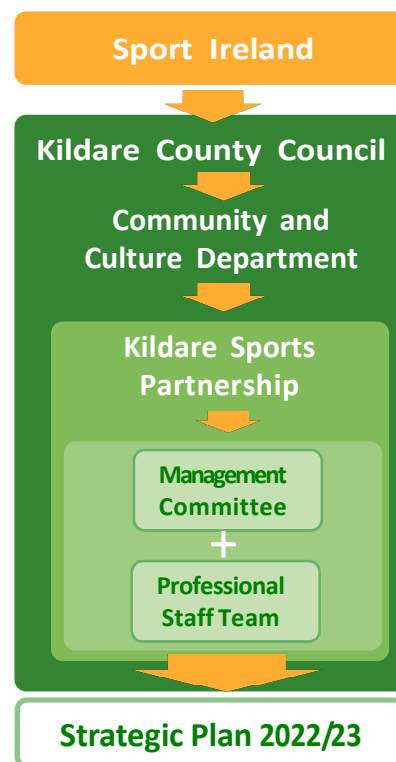 Sport Ireland
Kildare County Council
Community and
Culture Department
Kildare Sports
Partnership
Management
Committee
+
Professional
Staff Team
Strategic Plan 2022/23